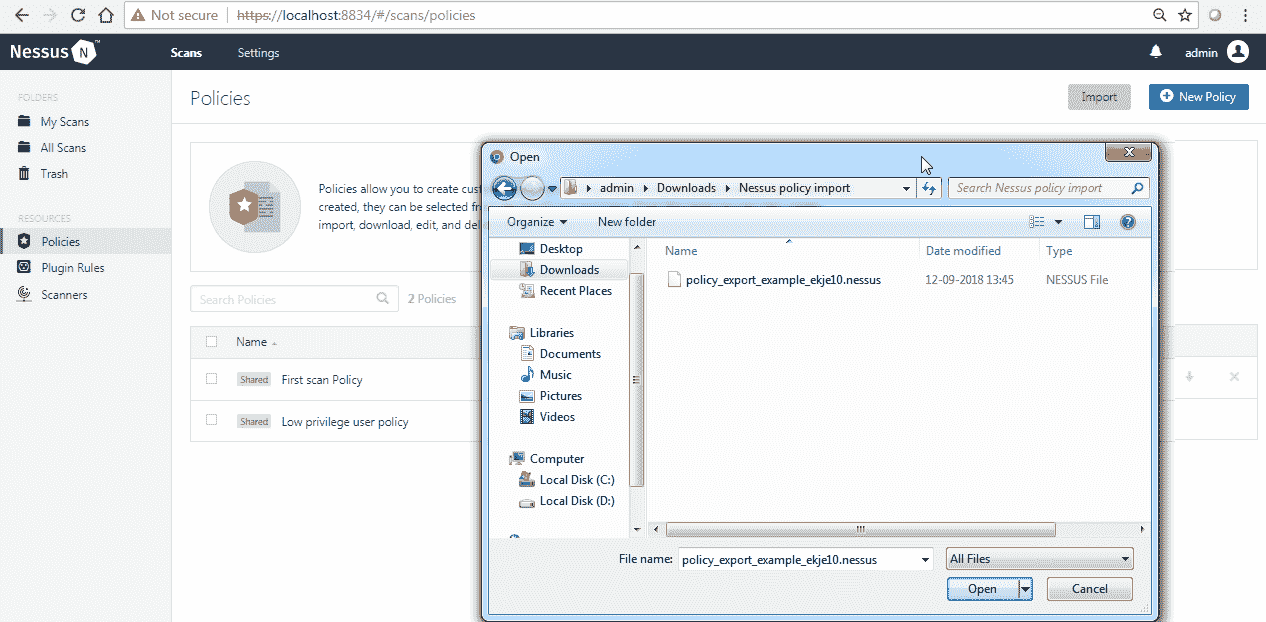 Not secure https://localhost:8834/#/scans/policies
Nessus N Scans Settings admin
FOLDERS
My Scans
All Scans
Trash
RESOURCES
Policies
Plugin Rules
Scanners
Policies
Import
New Policy
Policies allow you to create cus
created, they can be selected fr
import, download, edit, and de
Search Policies
2 Policies
Name
Shared First scan Policy
Shared Low privilege user policy
Open
admin Downloads Nessus policy import
Search Nessus policy import
Organize New folder
Desktop
Downloads
Recent Places
Libraries
Documents
Music
Pictures
Videos
Computer
Local Disk (C:)
Local Disk (D:)
Name Date modified Type
policy_export_example_ekje10.nessus 12-09-2018 13:45 NESSUS File
File name: policy_export_example_ekje10.nessus All Files
Open Cancel